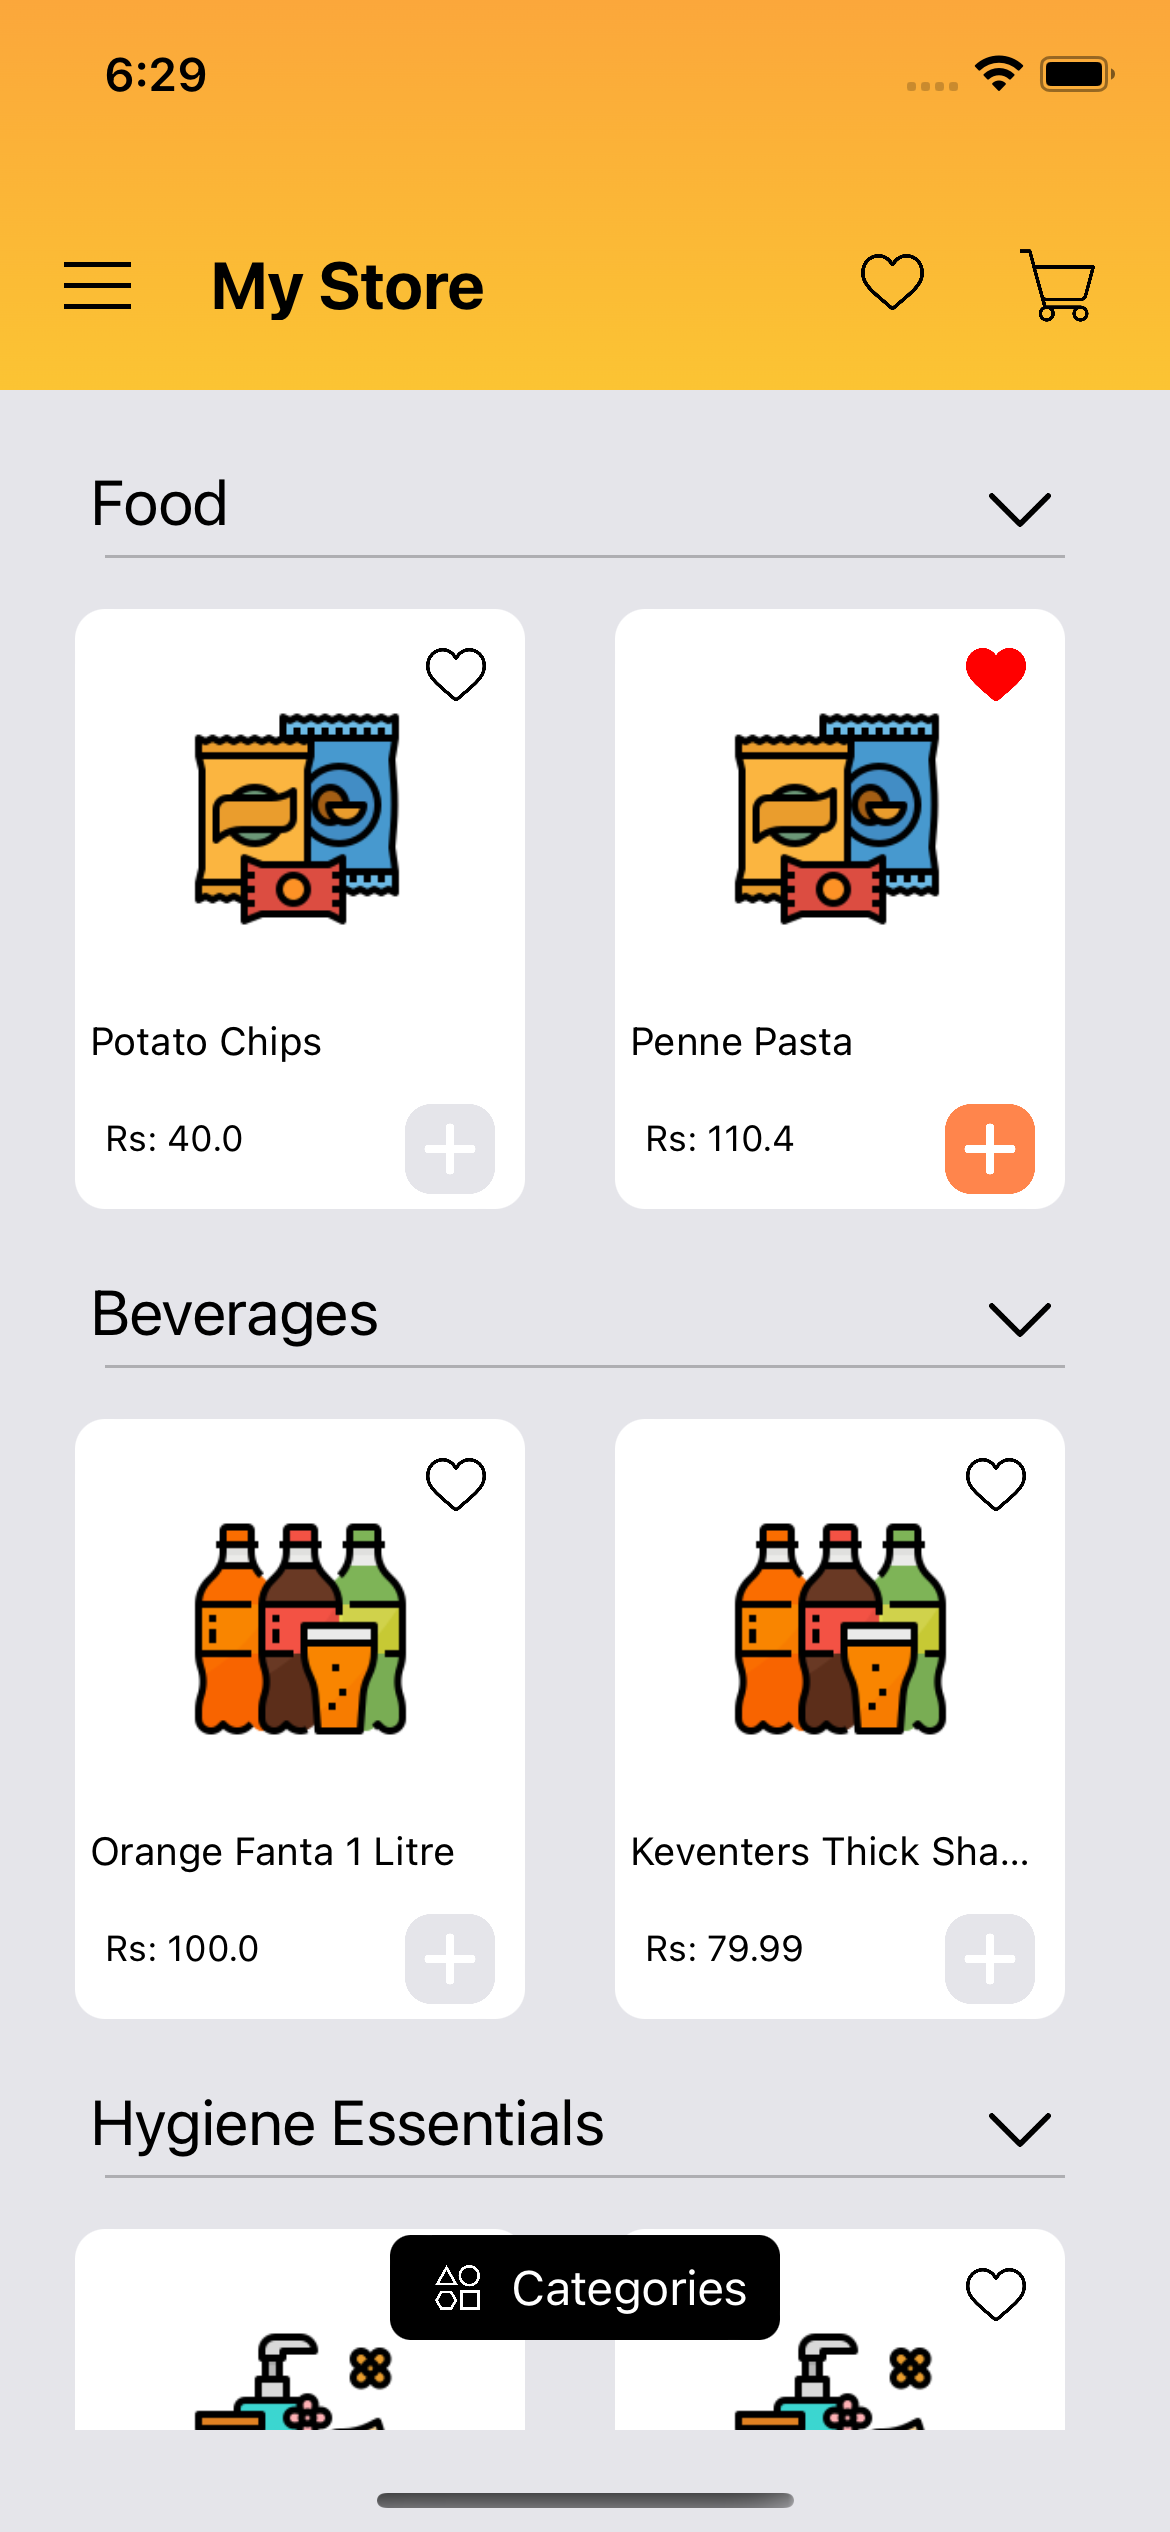 6:29
My Store
Food
Potato Chips
Penne Pasta
Rs: 40.0
Rs: 110.4
Beverages
Orange Fanta 1 Litre
Keventers Thick Sha...
Rs: 100.0
Rs: 79.99
Hygiene Essentials
Categories